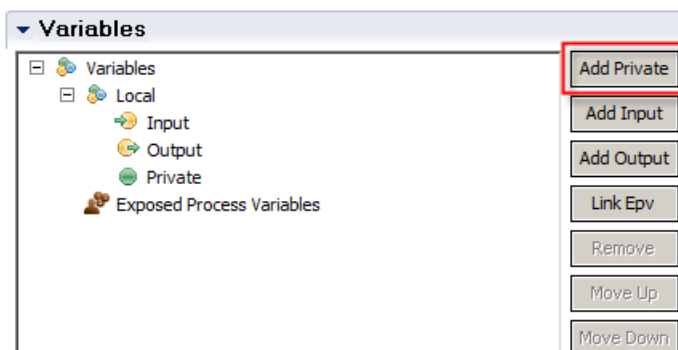 Variables
Variables
Add Private
Local
Add Input
Input
Output
Add Output
Private
Exposed Process Variables
Link Epv
Remove
Move Up
Move Down